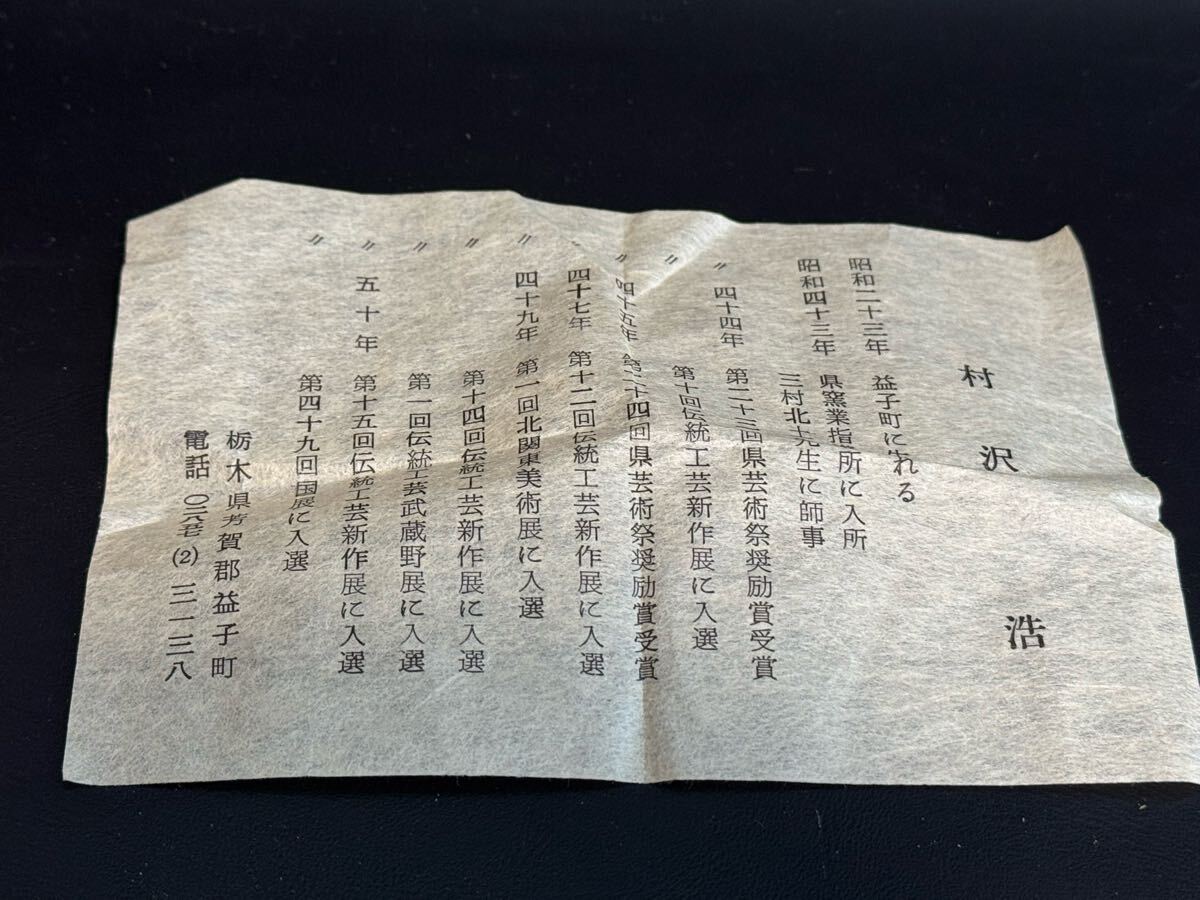 村沢 浩
昭和二十三年 益子町に生れる
昭和四十三年 県窯業指所に入所
三村北先生に師事
〃 四十四年 第二十三回県芸術祭奨励賞受賞
〃 第十回伝統工芸新作展に入選
〃 四十五年 第二十四回県芸術祭奨励賞受賞
〃 四十七年 第十二回伝統工芸新作展に入選
〃 四十九年 第一回北関東美術展に入選
〃 第十四回伝統工芸新作展に入選
〃 第一回伝統工芸武蔵野展に入選
〃 五十年 第十五回伝統工芸新作展に入選
〃 第四十九回国展に入選
栃木県芳賀郡益子町
電話 (2) 三一三八